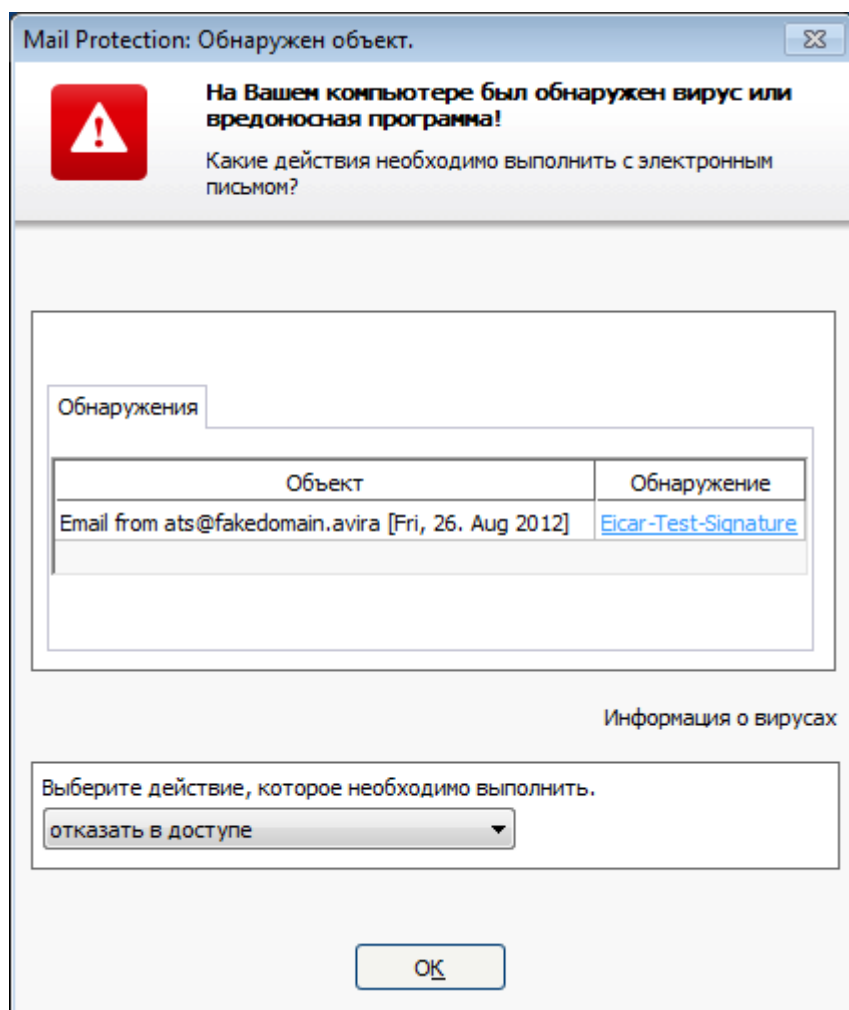 Mail Protection: Обнаружен объект.
На Вашем компьютере был обнаружен вирус или
вредоносная программа!
Какие действия необходимо выполнить с электронным
письмом?
Обнаружения
Объект Обнаружение
Email from ats@fakedomain.avira [Fri, 26. Aug 2012] Eicar-Test-Signature
Информация о вирусах
Выберите действие, которое необходимо выполнить.
отказать в доступе
OK